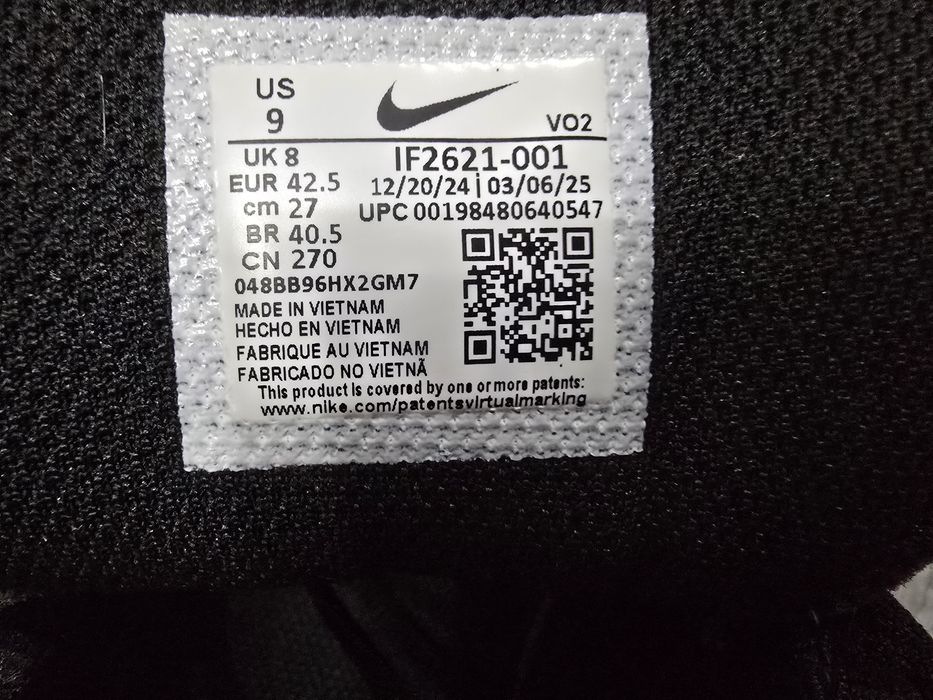 US
9
VO2
UK 8
IF2621-001
EUR 42.5
12/20/24 | 03/06/25
cm 27
UPC 00198480640547
BR 40.5
CN 270
048BB96HX2GM7
MADE IN VIETNAM
HECHO EN VIETNAM
FABRIQUE AU VIETNAM
FABRICADO NO VIETNÃ
This product is covered by one or more patents:
www.nike.com/patentsvirtualmarking